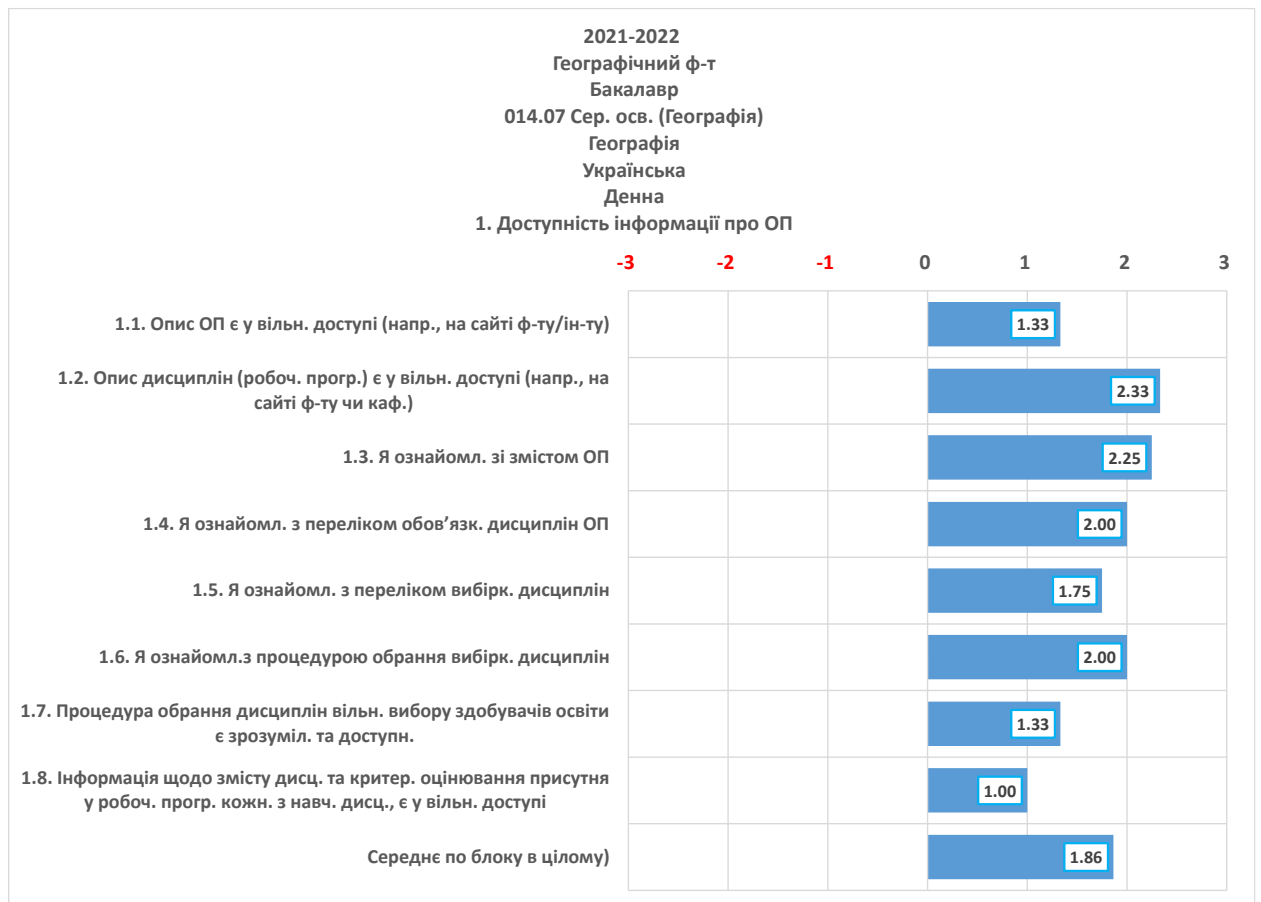 2021-2022
Географічний ф-т
Бакалавр
014.07 Сер. осв. (Географія)
Географія
Українська
Денна
1. Доступність інформації про ОП
-3 -2 -1 0 1 2 3
1.1. Опис ОП є у вільн. доступі (напр., на сайті ф-ту/ін-ту)
1.33
1.2. Опис дисциплін (робоч. прогр.) є у вільн. доступі (напр., на
сайті ф-ту чи каф.)
2.33
1.3. Я ознайомл. зі змістом ОП
2.25
1.4. Я ознайомл. з переліком обов’язк. дисциплін ОП
2.00
1.5. Я ознайомл. з переліком вибірк. дисциплін
1.75
1.6. Я ознайомл.з процедурою обрання вибірк. дисциплін
2.00
1.7. Процедура обрання дисциплін вільн. вибору здобувачів освіти
є зрозуміл. та доступн.
1.33
1.8. Інформація щодо змісту дисц. та критер. оцінювання присутня
у робоч. прогр. кожн. з навч. дисц., є у вільн. доступі
1.00
Середнє по блоку в цілому)
1.86